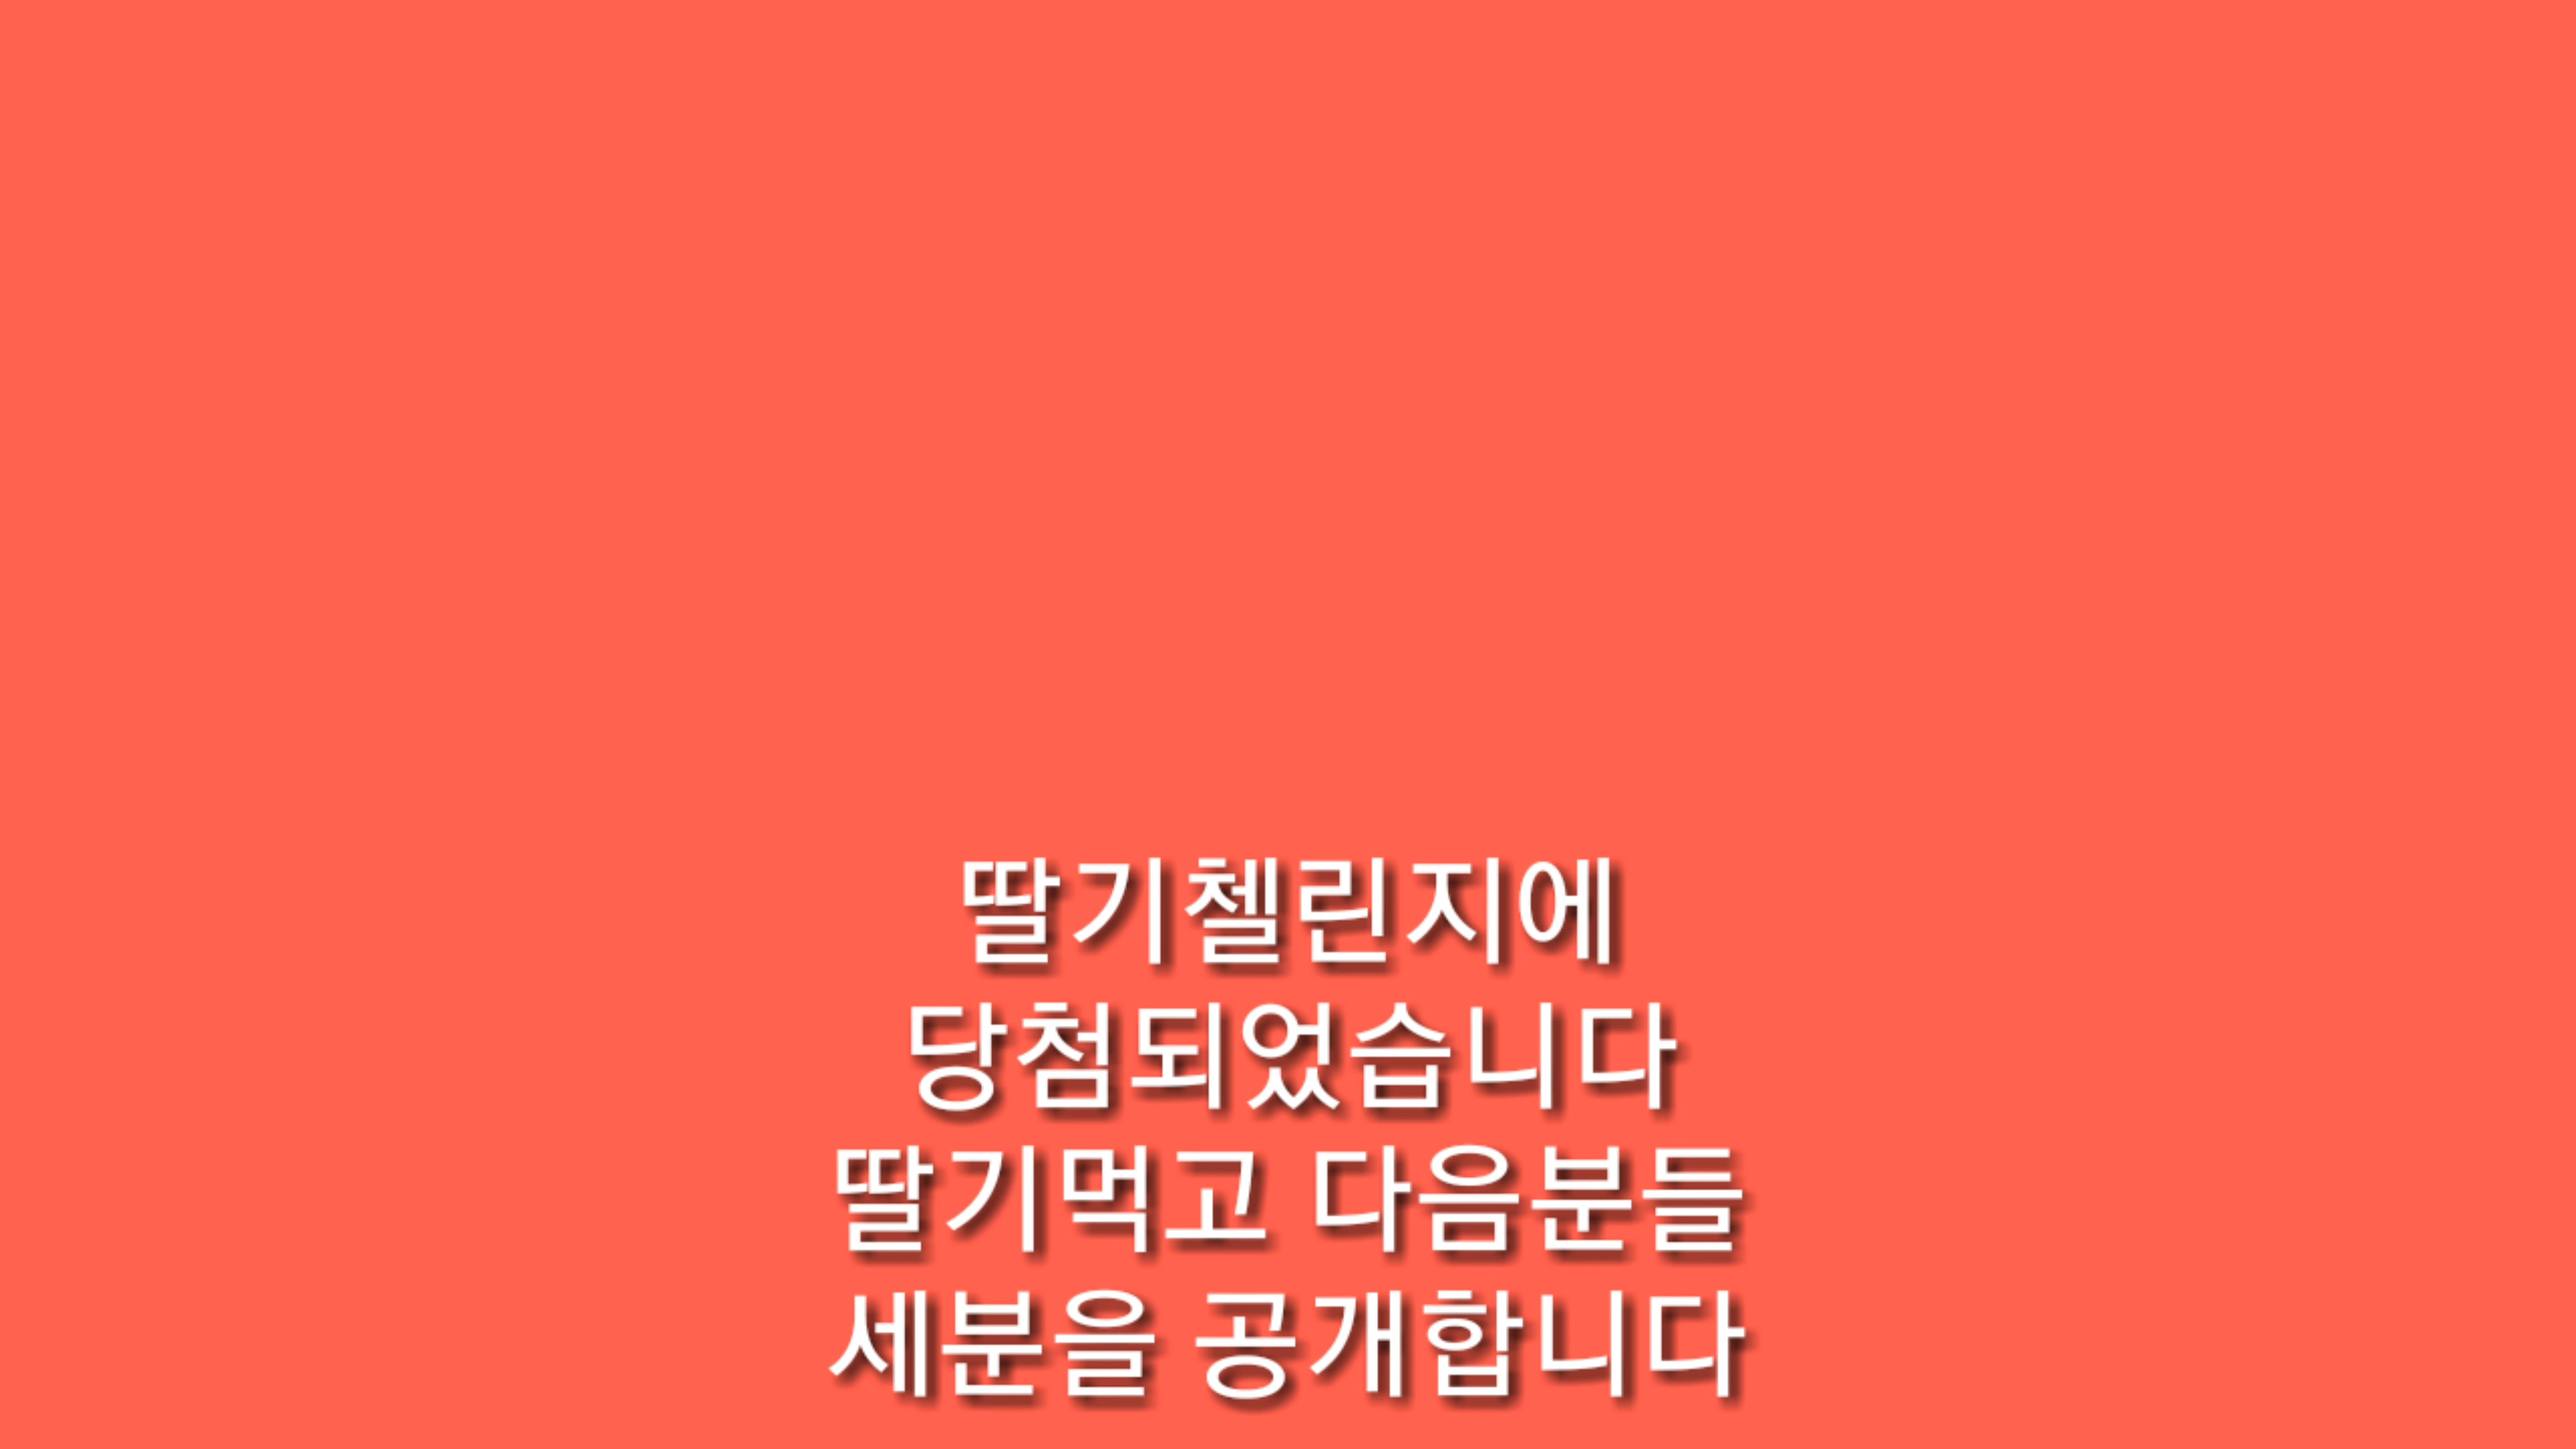 딸기첼린지에
당첨되었습니다
딸기먹고 다음분들
세분을 공개합니다